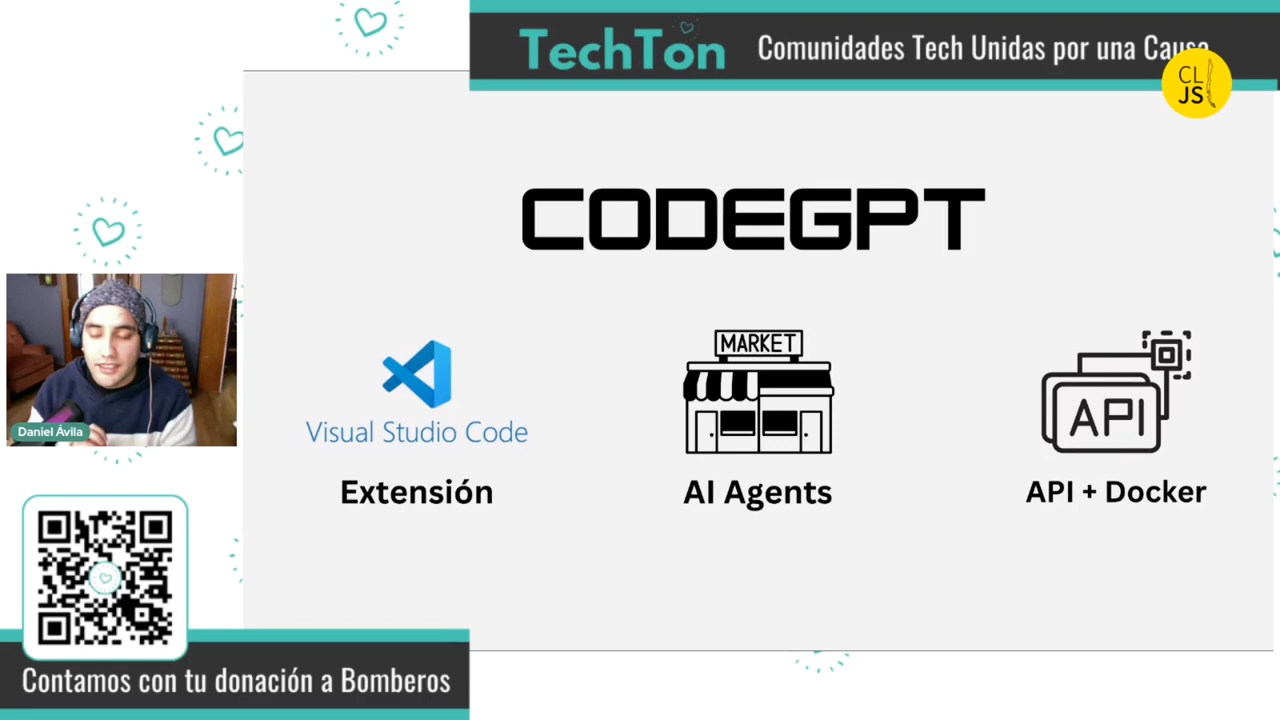 TechTon
Comunidades Tech Unidas por una Causa
CL
JS
CODEGPT
MARKET
API
Visual Studio Code
Extensión
AI Agents
API + Docker
Daniel Ávila
Contamos con tu donación a Bomberos